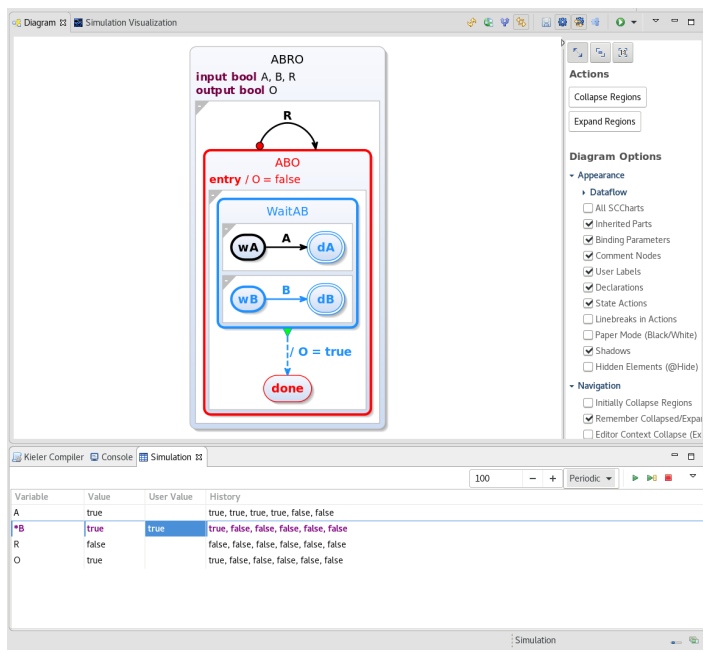 Diagram Simulation Visualization
ABRO
input bool A, B, R
output bool O
R
ABO
entry / O = false
WaitAB
wA A dA
wB B dB
/ O = true
done
Actions
Collapse Regions
Expand Regions
Diagram Options
Appearance
Dataflow
All SCCharts
Inherited Parts
Binding Parameters
Comment Nodes
User Labels
Declarations
State Actions
Linebreaks in Actions
Paper Mode (Black/White)
Shadows
Hidden Elements (@Hide)
Navigation
Initially Collapse Regions
Remember Collapsed/Expa
Editor Context Collapse (Ex
Kieler Compiler Console Simulation
100 − + Periodic
Variable Value User Value History
A true true, true, true, true, false, false
*B true true true, false, false, false, false, false
R false false, false, false, false, false, false
O true true, false, false, false, false, false
Simulation